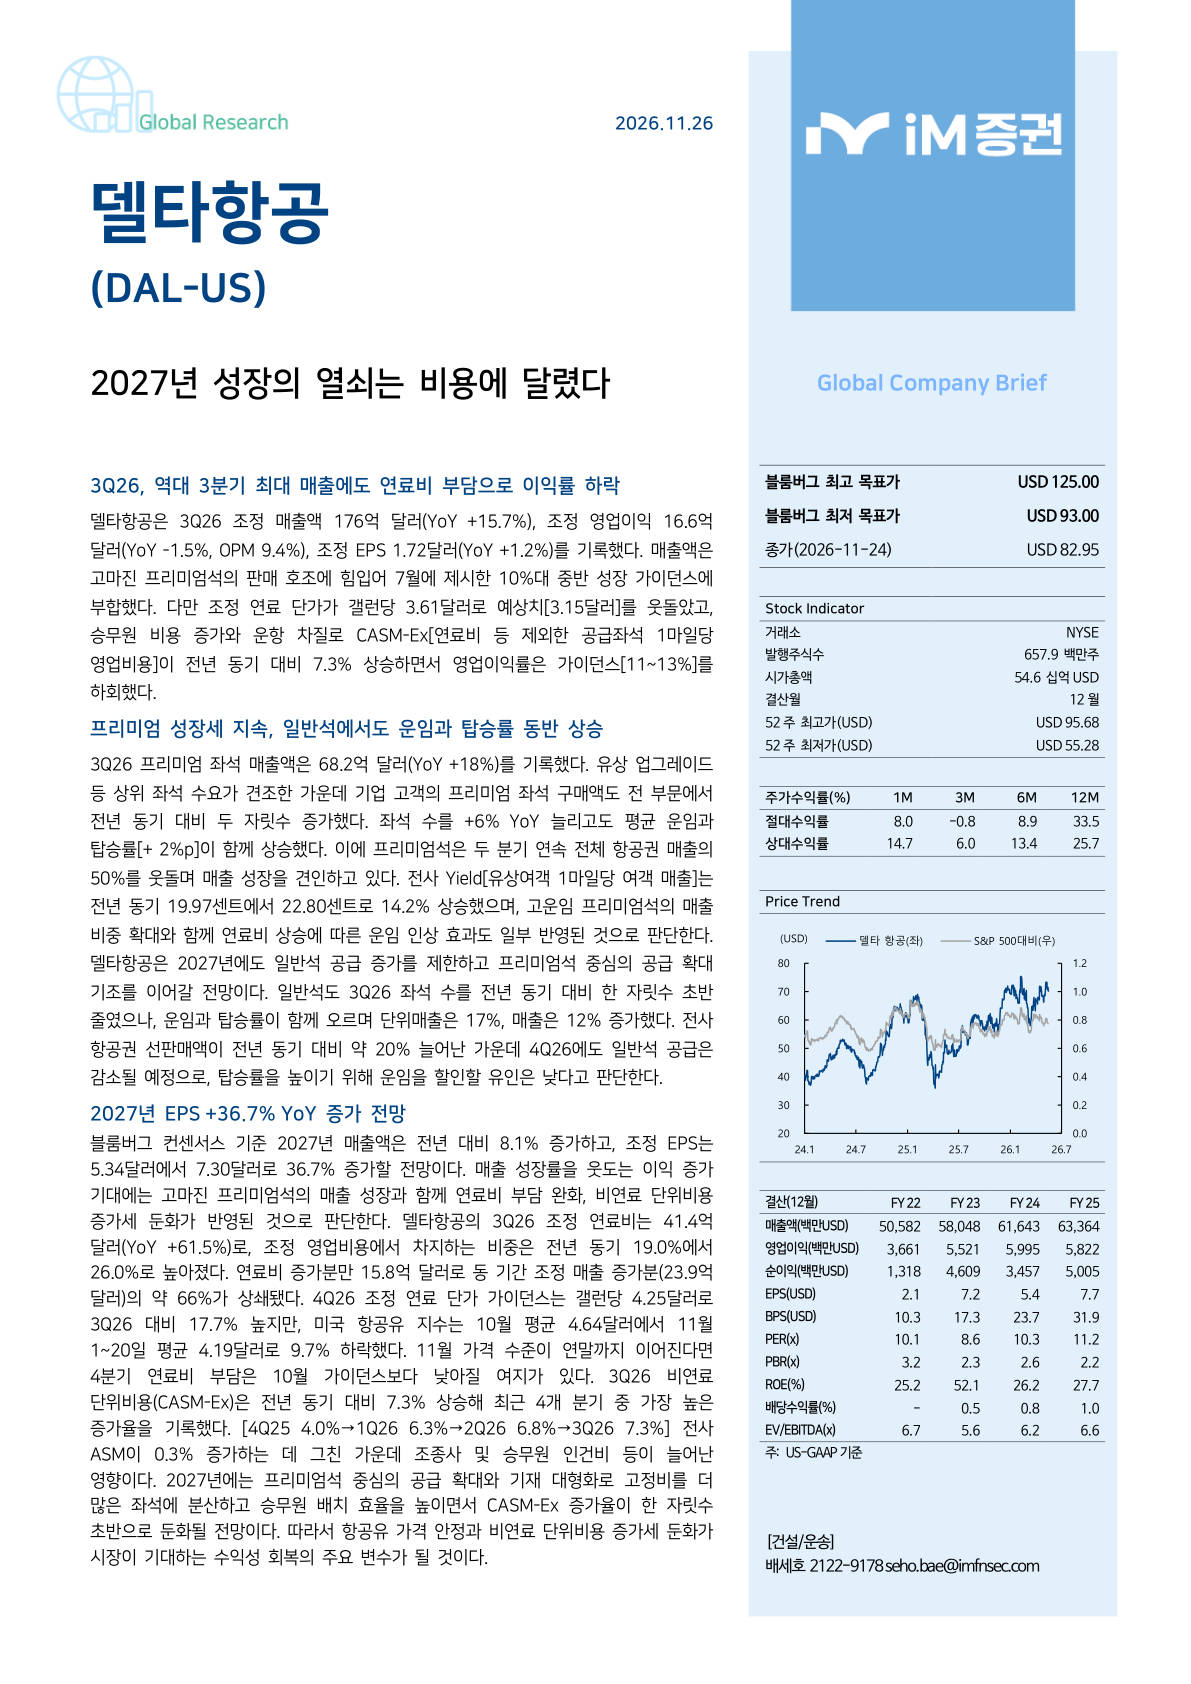 Global Research
2026.11.26
iM증권
델타항공
(DAL-US)
2027년 성장의 열쇠는 비용에 달렸다
3Q26, 역대 3분기 최대 매출에도 연료비 부담으로 이익률 하락
델타항공은 3Q26 조정 매출액 176억 달러(YoY +15.7%), 조정 영업이익 16.6억
달러(YoY -1.5%, OPM 9.4%), 조정 EPS 1.72달러(YoY +1.2%)를 기록했다. 매출액은
고마진 프리미엄석의 판매 호조에 힘입어 7월에 제시한 10%대 중반 성장 가이던스에
부합했다. 다만 조정 연료 단가가 갤런당 3.61달러로 예상치[3.15달러]를 웃돌았고,
승무원 비용 증가와 운항 차질로 CASM-Ex[연료비 등 제외한 공급좌석 1마일당
영업비용]이 전년 동기 대비 7.3% 상승하면서 영업이익률은 가이던스[11~13%]를
하회했다.
프리미엄 성장세 지속, 일반석에서도 운임과 탑승률 동반 상승
3Q26 프리미엄 좌석 매출액은 68.2억 달러(YoY +18%)를 기록했다. 유상 업그레이드
등 상위 좌석 수요가 견조한 가운데 기업 고객의 프리미엄 좌석 구매액도 전 부문에서
전년 동기 대비 두 자릿수 증가했다. 좌석 수를 +6% YoY 늘리고도 평균 운임과
탑승률[+ 2%p]이 함께 상승했다. 이에 프리미엄석은 두 분기 연속 전체 항공권 매출의
50%를 웃돌며 매출 성장을 견인하고 있다. 전사 Yield[유상여객 1마일당 여객 매출]는
전년 동기 19.97센트에서 22.80센트로 14.2% 상승했으며, 고운임 프리미엄석의 매출
비중 확대와 함께 연료비 상승에 따른 운임 인상 효과도 일부 반영된 것으로 판단한다.
델타항공은 2027년에도 일반석 공급 증가를 제한하고 프리미엄석 중심의 공급 확대
기조를 이어갈 전망이다. 일반석도 3Q26 좌석 수를 전년 동기 대비 한 자릿수 초반
줄였으나, 운임과 탑승률이 함께 오르며 단위매출은 17%, 매출은 12% 증가했다. 전사
항공권 선판매액이 전년 동기 대비 약 20% 늘어난 가운데 4Q26에도 일반석 공급은
감소될 예정으로, 탑승률을 높이기 위해 운임을 할인할 유인은 낮다고 판단한다.
2027년 EPS +36.7% YoY 증가 전망
블룸버그 컨센서스 기준 2027년 매출액은 전년 대비 8.1% 증가하고, 조정 EPS는
5.34달러에서 7.30달러로 36.7% 증가할 전망이다. 매출 성장률을 웃도는 이익 증가
기대에는 고마진 프리미엄석의 매출 성장과 함께 연료비 부담 완화, 비연료 단위비용
증가세 둔화가 반영된 것으로 판단한다. 델타항공의 3Q26 조정 연료비는 41.4억
달러(YoY +61.5%)로, 조정 영업비용에서 차지하는 비중은 전년 동기 19.0%에서
26.0%로 높아졌다. 연료비 증가분만 15.8억 달러로 동 기간 조정 매출 증가분(23.9억
달러)의 약 66%가 상쇄됐다. 4Q26 조정 연료 단가 가이던스는 갤런당 4.25달러로
3Q26 대비 17.7% 높지만, 미국 항공유 지수는 10월 평균 4.64달러에서 11월
1~20일 평균 4.19달러로 9.7% 하락했다. 11월 가격 수준이 연말까지 이어진다면
4분기 연료비 부담은 10월 가이던스보다 낮아질 여지가 있다. 3Q26 비연료
단위비용(CASM-Ex)은 전년 동기 대비 7.3% 상승해 최근 4개 분기 중 가장 높은
증가율을 기록했다. [4Q25 4.0%→1Q26 6.3%→2Q26 6.8%→3Q26 7.3%] 전사
ASM이 0.3% 증가하는 데 그친 가운데 조종사 및 승무원 인건비 등이 늘어난
영향이다. 2027년에는 프리미엄석 중심의 공급 확대와 기재 대형화로 고정비를 더
많은 좌석에 분산하고 승무원 배치 효율을 높이면서 CASM-Ex 증가율이 한 자릿수
초반으로 둔화될 전망이다. 따라서 항공유 가격 안정과 비연료 단위비용 증가세 둔화가
시장이 기대하는 수익성 회복의 주요 변수가 될 것이다.
Global Company Brief
블룸버그 최고 목표가 USD 125.00
블룸버그 최저 목표가 USD 93.00
종가(2026-11-24) USD 82.95
Stock Indicator
거래소 NYSE
발행주식수 657.9 백만주
시가총액 54.6 십억 USD
결산월 12 월
52 주 최고가(USD) USD 95.68
52 주 최저가(USD) USD 55.28
주가수익률(%) 1M 3M 6M 12M
절대수익률 8.0 -0.8 8.9 33.5
상대수익률 14.7 6.0 13.4 25.7
Price Trend
(USD) 델타 항공(좌) S&P 500대비(우)
80 1.2
70 1.0
60 0.8
50 0.6
40 0.4
30 0.2
20 0.0
24.1 24.7 25.1 25.7 26.1 26.7
결산(12월) FY 22 FY 23 FY 24 FY 25
매출액(백만USD) 50,582 58,048 61,643 63,364
영업이익(백만USD) 3,661 5,521 5,995 5,822
순이익(백만USD) 1,318 4,609 3,457 5,005
EPS(USD) 2.1 7.2 5.4 7.7
BPS(USD) 10.3 17.3 23.7 31.9
PER(x) 10.1 8.6 10.3 11.2
PBR(x) 3.2 2.3 2.6 2.2
ROE(%) 25.2 52.1 26.2 27.7
배당수익률(%) - 0.5 0.8 1.0
EV/EBITDA(x) 6.7 5.6 6.2 6.6
주: US-GAAP 기준
[건설/운송]
배세호 2122-9178 seho.bae@imfnsec.com